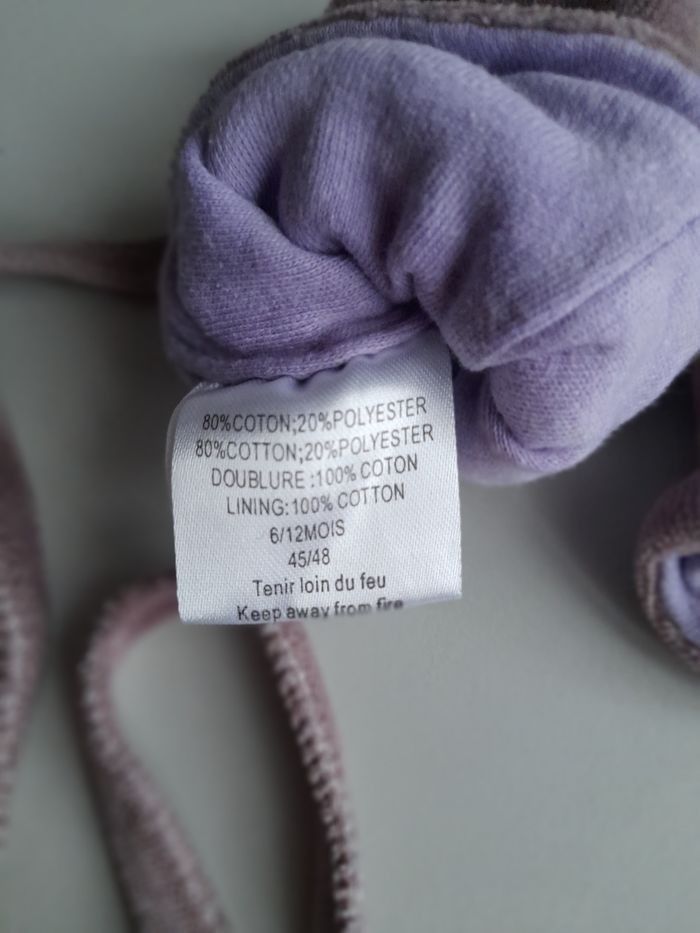 80%COTON;20%POLYESTER
80%COTTON;20%POLYESTER
DOUBLURE :100% COTON
LINING:100% COTTON
6/12MOIS
45/48
Tenir loin du feu
Keep away from fire